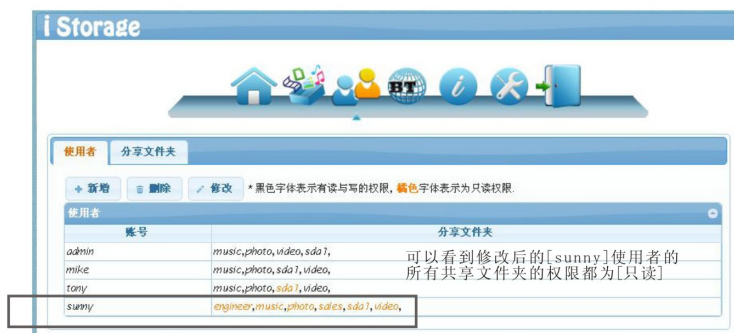 i Storage
BT
i
使用者 分享文件夹
新增 删除 修改 * 黑色字体表示有读与写的权限, 橘色字体表示为只读权限.
使用者
账号 分享文件夹
admin music,photo,video,sda1,
mike music,photo,sda1,video,
tony music,photo,sda1,video,
sunny engineer,music,photo,sales,sda1,video,
可以看到修改后的[sunny]使用者的
所有共享文件夹的权限都为[只读]